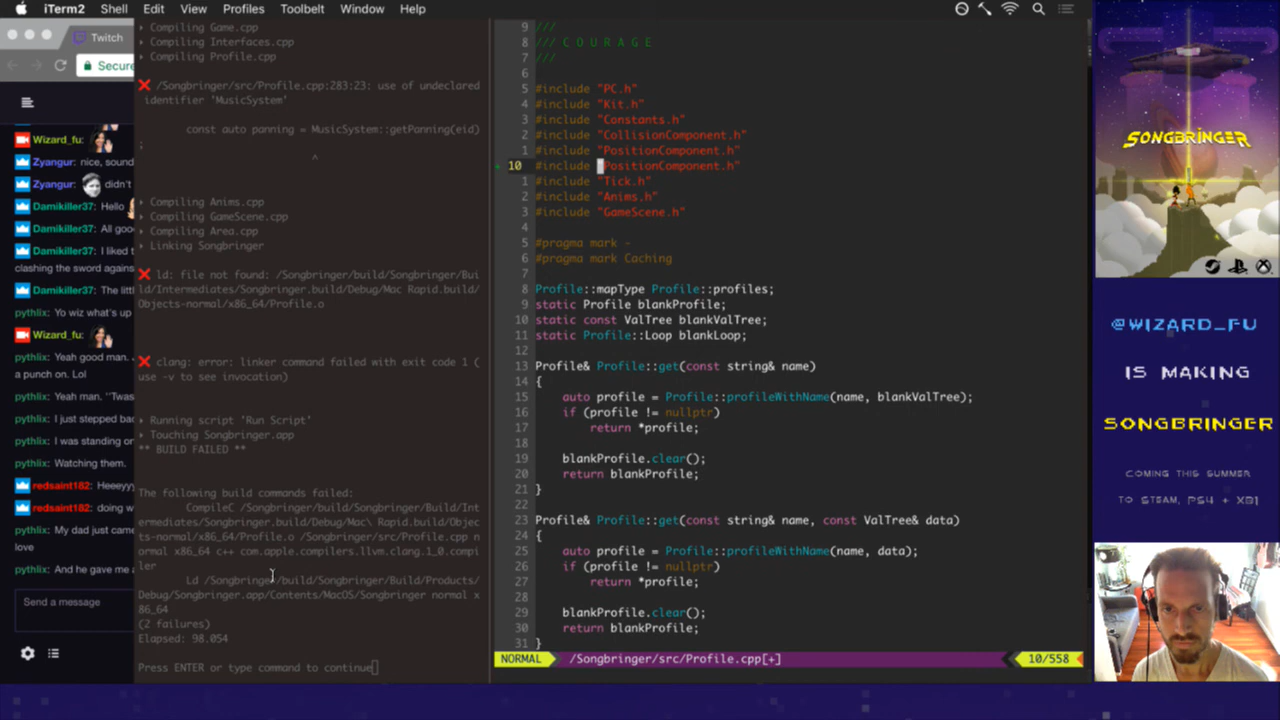 iTerm2 Shell Edit View Profiles Toolbelt Window Help
Twitch
Secure
Wizard_fu:
Zyangur: nice, sound
Zyangur: didn't
Damikiller37: Hello
Damikiller37: All goo
Damikiller37: I liked t
clashing the sword agains
Damikiller37: The littl
pythlix: Yo wiz what's up
Wizard_fu:
pythlix: Yeah good man. J
a punch on. Lol
pythlix: Yeah man. "Twas
pythlix: I just stepped bac
pythlix: I was standing on
pythlix: Watching them.
redsaint182: Heeeyy
redsaint182: doing w
pythlix: My dad just came
love
pythlix: And he gave me a
Send a message
Compiling Game.cpp
Compiling Interfaces.cpp
Compiling Profile.cpp
❌ /Songbringer/src/Profile.cpp:283:23: use of undeclared
identifier 'MusicSystem'
const auto panning = MusicSystem::getPanning(eid)
;
^
Compiling Anims.cpp
Compiling GameScene.cpp
Compiling Area.cpp
Linking Songbringer
❌ ld: file not found: /Songbringer/build/Songbringer/Bui
ld/Intermediates/Songbringer.build/Debug/Mac Rapid.build/
Objects-normal/x86_64/Profile.o
❌ clang: error: linker command failed with exit code 1 (
use -v to see invocation)
Running script 'Run Script'
Touching Songbringer.app
** BUILD FAILED **
The following build commands failed:
CompileC /Songbringer/build/Songbringer/Build/Int
ermediates/Songbringer.build/Debug/Mac\ Rapid.build/Objec
ts-normal/x86_64/Profile.o /Songbringer/src/Profile.cpp n
ormal x86_64 c++ com.apple.compilers.llvm.clang.1_0.compi
ler
Ld /Songbringer/build/Songbringer/Build/Products/
Debug/Songbringer.app/Contents/MacOS/Songbringer normal x
86_64
(2 failures)
Elapsed: 98.054
Press ENTER or type command to continue
9 ///
8 /// C O U R A G E
7 ///
6
5 #include "PC.h"
4 #include "Kit.h"
3 #include "Constants.h"
2 #include "CollisionComponent.h"
1 #include "PositionComponent.h"
10 #include "PositionComponent.h"
1 #include "Tick.h"
2 #include "Anims.h"
3 #include "GameScene.h"
4
5 #pragma mark -
6 #pragma mark Caching
7
8 Profile::mapType Profile::profiles;
9 static Profile blankProfile;
10 static const ValTree blankValTree;
11 static Profile::Loop blankLoop;
12
13 Profile& Profile::get(const string& name)
14 {
15 auto profile = Profile::profileWithName(name, blankValTree);
16 if (profile != nullptr)
17 return *profile;
18
19 blankProfile.clear();
20 return blankProfile;
21 }
22
23 Profile& Profile::get(const string& name, const ValTree& data)
24 {
25 auto profile = Profile::profileWithName(name, data);
26 if (profile != nullptr)
27 return *profile;
28
29 blankProfile.clear();
30 return blankProfile;
31 }
NORMAL /Songbringer/src/Profile.cpp[+] 10/558
SONGBRINGER
@WIZARD_FU
IS MAKING
SONGBRINGER
COMING THIS SUMMER
TO STEAM, PS4 + XB1